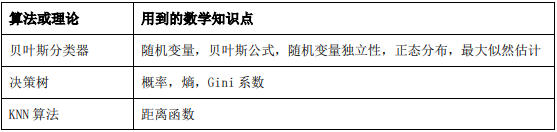 算法或理论 用到的数学知识点
贝叶斯分类器 随机变量，贝叶斯公式，随机变量独立性，正态分布，最大似然估计
决策树 概率，熵，Gini 系数
KNN 算法 距离函数